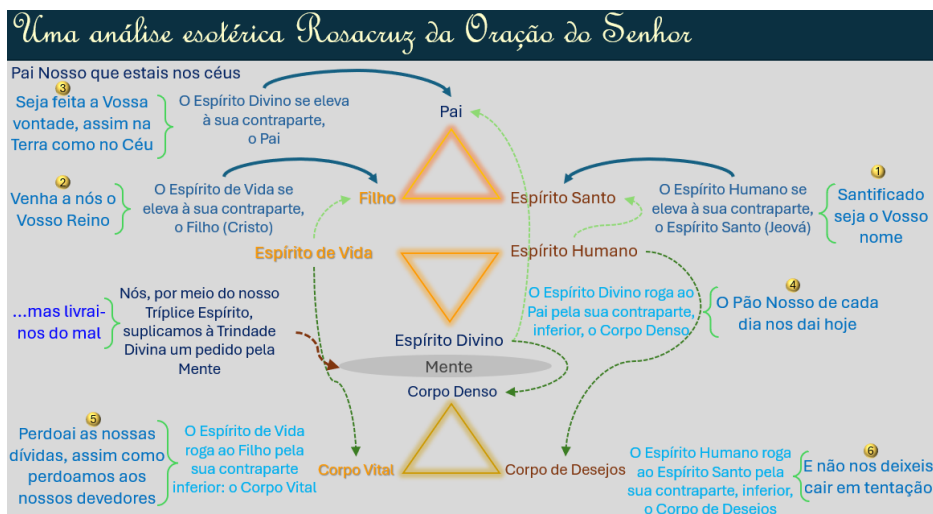 Uma análise esotérica Rosacruz da Oração do Senhor
Pai Nosso que estais nos céus
3
Seja feita a Vossa
vontade, assim na
Terra como no Céu
O Espírito Divino se eleva
à sua contraparte,
o Pai
Pai
2
Venha a nós o
Vosso Reino
O Espírito de Vida se
eleva à sua contraparte,
o Filho (Cristo)
Filho
Espírito Santo
O Espírito Humano se
eleva à sua contraparte,
o Espírito Santo (Jeová)
1
Santificado
seja o Vosso
nome
Espírito de Vida
Espírito Humano
...mas livrai-
nos do mal
Nós, por meio do nosso
Tríplice Espírito,
suplicamos à Trindade
Divina um pedido pela
Mente
O Espírito Divino roga ao
Pai pela sua contraparte,
inferior, o Corpo Denso
4
O Pão Nosso de cada
dia nos dai hoje
Espírito Divino
Mente
Corpo Denso
5
Perdoai as nossas
dívidas, assim como
perdoamos aos
nossos devedores
O Espírito de Vida
roga ao Filho pela
sua contraparte
inferior: o Corpo Vital
Corpo Vital
Corpo de Desejos
O Espírito Humano roga
ao Espírito Santo pela
sua contraparte, inferior,
o Corpo de Desejos
6
E não nos deixeis
cair em tentação